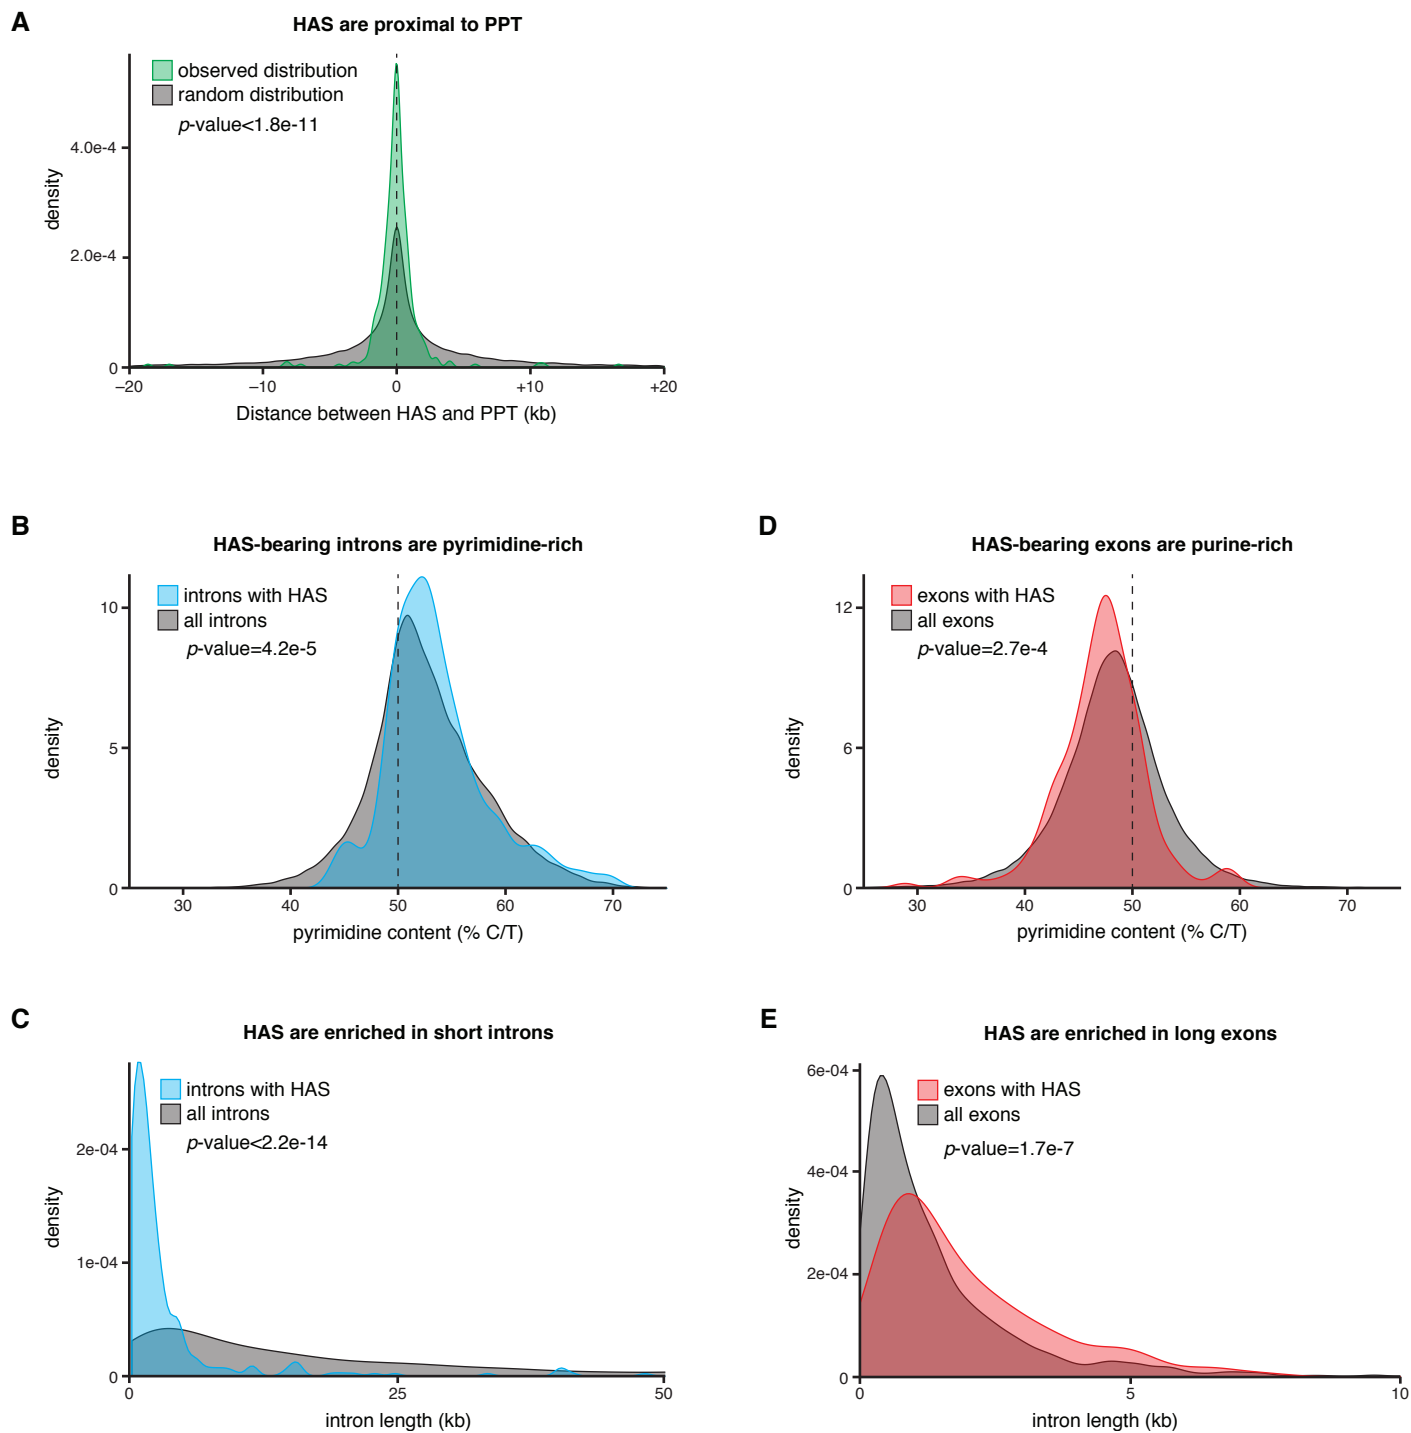 A
HAS are proximal to PPT
observed distribution
random distribution
p-value<1.8e-11
4.0e-4
2.0e-4
0
density
–20
–10
0
+10
+20
Distance between HAS and PPT (kb)
B
HAS-bearing introns are pyrimidine-rich
introns with HAS
all introns
p-value=4.2e-5
10
5
0
density
30
40
50
60
70
pyrimidine content (% C/T)
D
HAS-bearing exons are purine-rich
exons with HAS
all exons
p-value=2.7e-4
12
6
0
density
30
40
50
60
70
pyrimidine content (% C/T)
C
HAS are enriched in short introns
introns with HAS
all introns
p-value<2.2e-14
2e-04
1e-04
0
density
0
25
50
intron length (kb)
E
HAS are enriched in long exons
exons with HAS
all exons
p-value=1.7e-7
6e-04
4e-04
2e-04
0
density
0
5
10
intron length (kb)